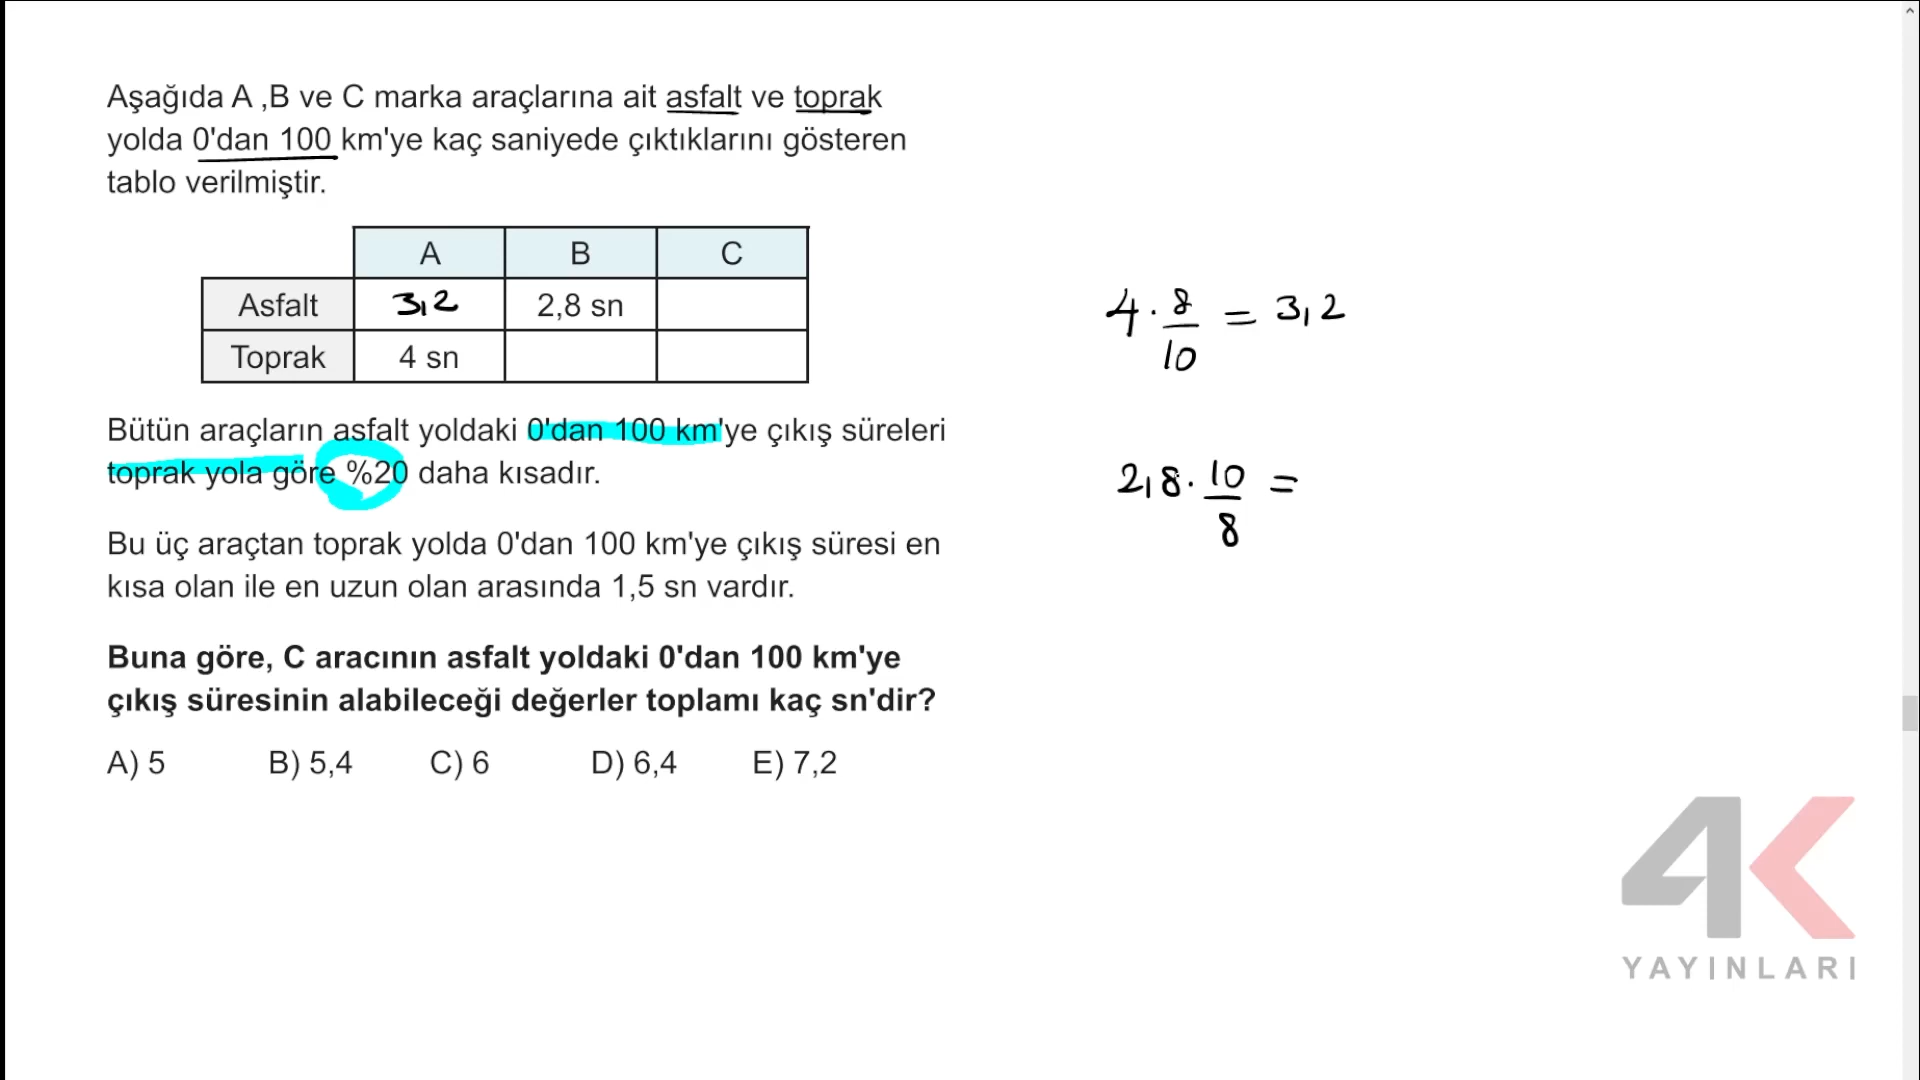 Aşağıda A ,B ve C marka araçlarına ait asfalt ve toprak
yolda 0'dan 100 km'ye kaç saniyede çıktıklarını gösteren
tablo verilmiştir.
A B C
Asfalt 3,2 2,8 sn
Toprak 4 sn
4 . 8/10 = 3,2
Bütün araçların asfalt yoldaki 0'dan 100 km'ye çıkış süreleri
toprak yola göre %20 daha kısadır.
2,8 . 10/8 =
Bu üç araçtan toprak yolda 0'dan 100 km'ye çıkış süresi en
kısa olan ile en uzun olan arasında 1,5 sn vardır.
Buna göre, C aracının asfalt yoldaki 0'dan 100 km'ye
çıkış süresinin alabileceği değerler toplamı kaç sn'dir?
A) 5 B) 5,4 C) 6 D) 6,4 E) 7,2
4K
YAYINLARI